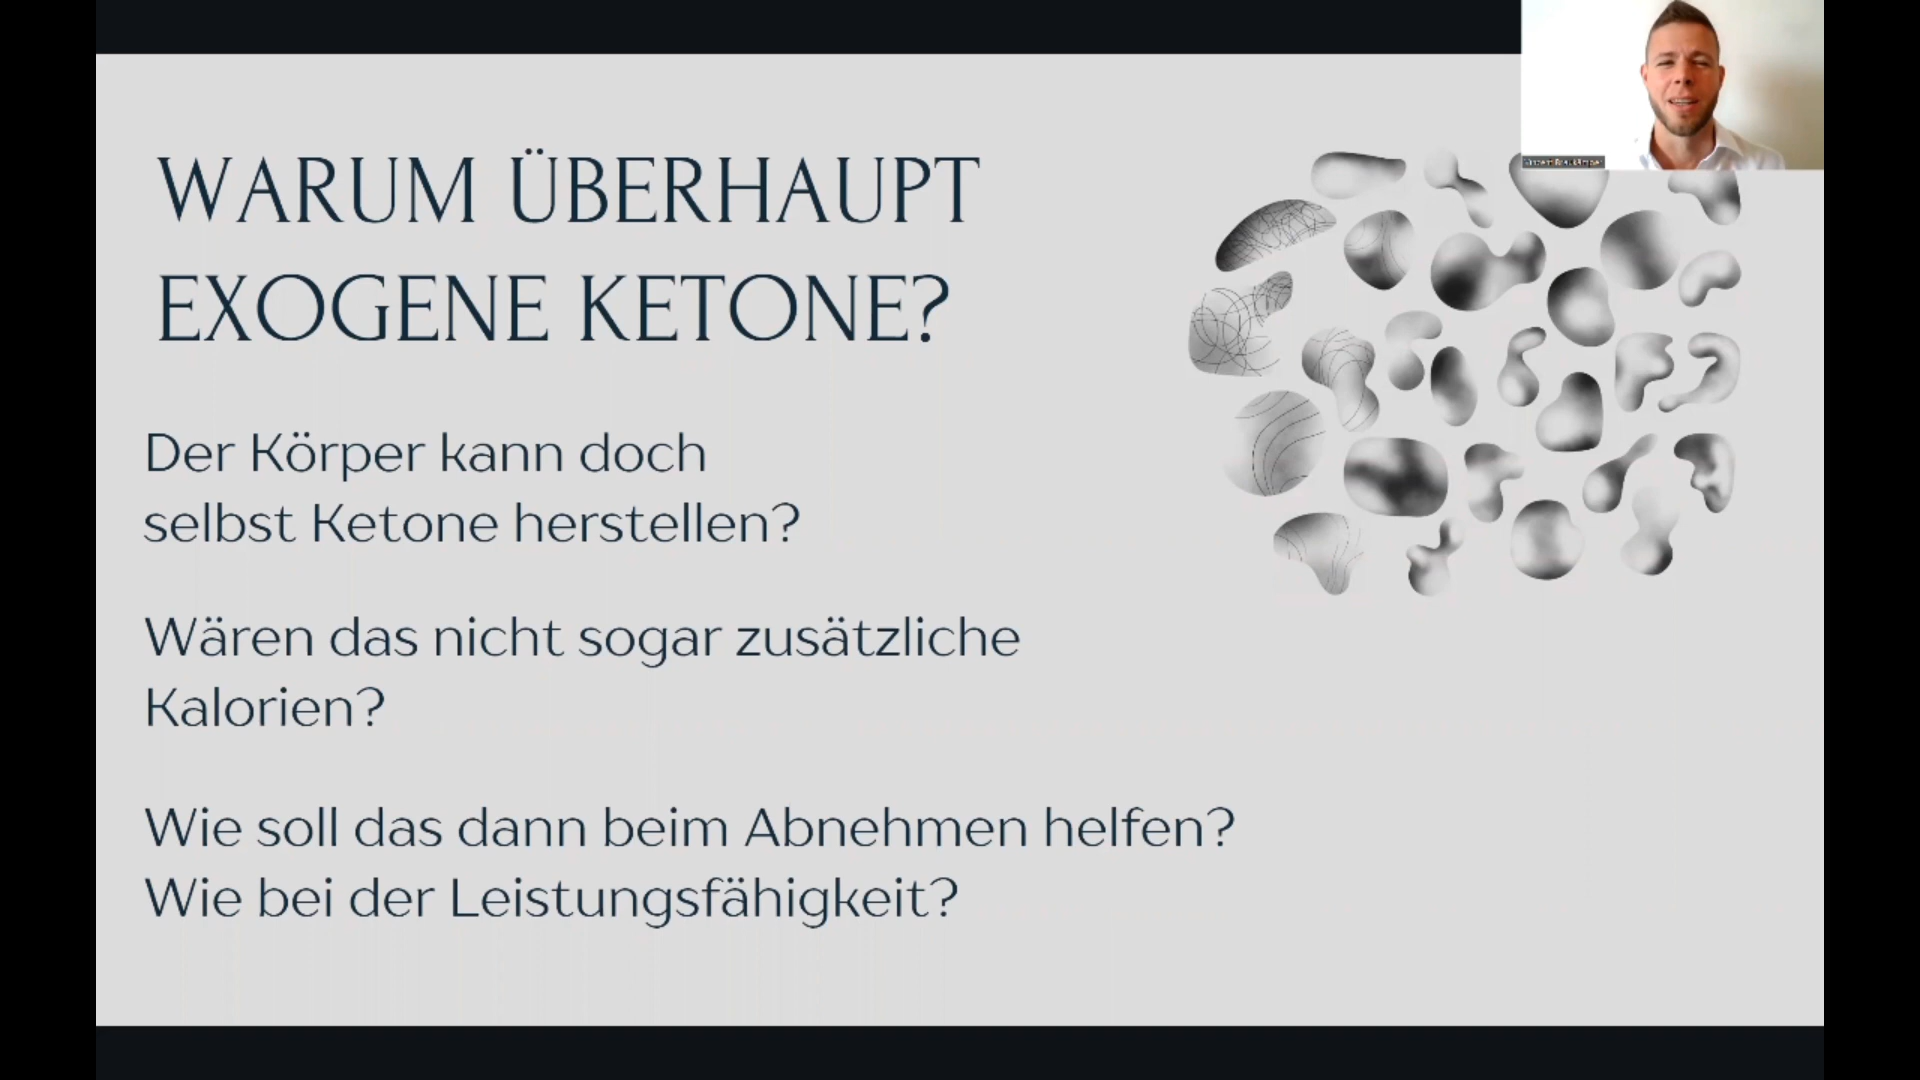 WARUM ÜBERHAUPT
EXOGENE KETONE?
Der Körper kann doch
selbst Ketone herstellen?
Wären das nicht sogar zusätzliche
Kalorien?
Wie soll das dann beim Abnehmen helfen?
Wie bei der Leistungsfähigkeit?